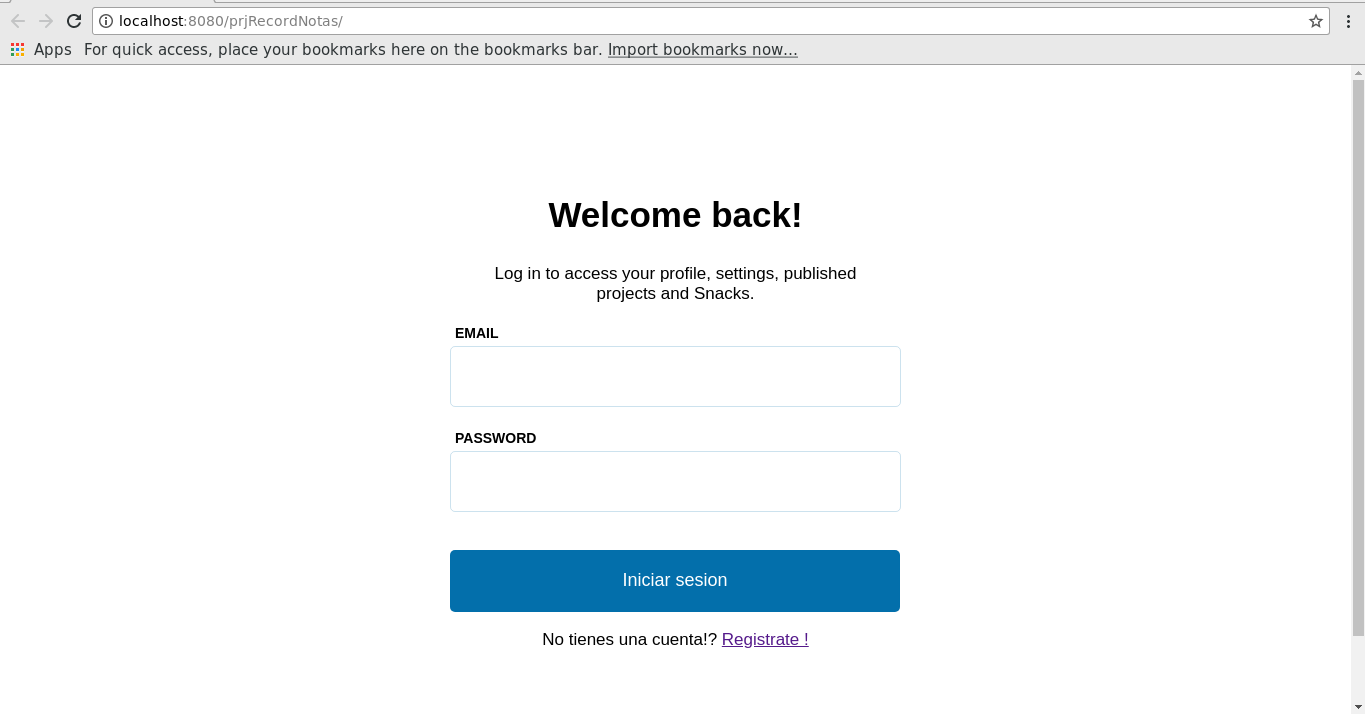 localhost:8080/prjRecordNotas/
Apps For quick access, place your bookmarks here on the bookmarks bar. Import bookmarks now...
Welcome back!
Log in to access your profile, settings, published
projects and Snacks.
EMAIL
PASSWORD
Iniciar sesion
No tienes una cuenta!? Registrate !